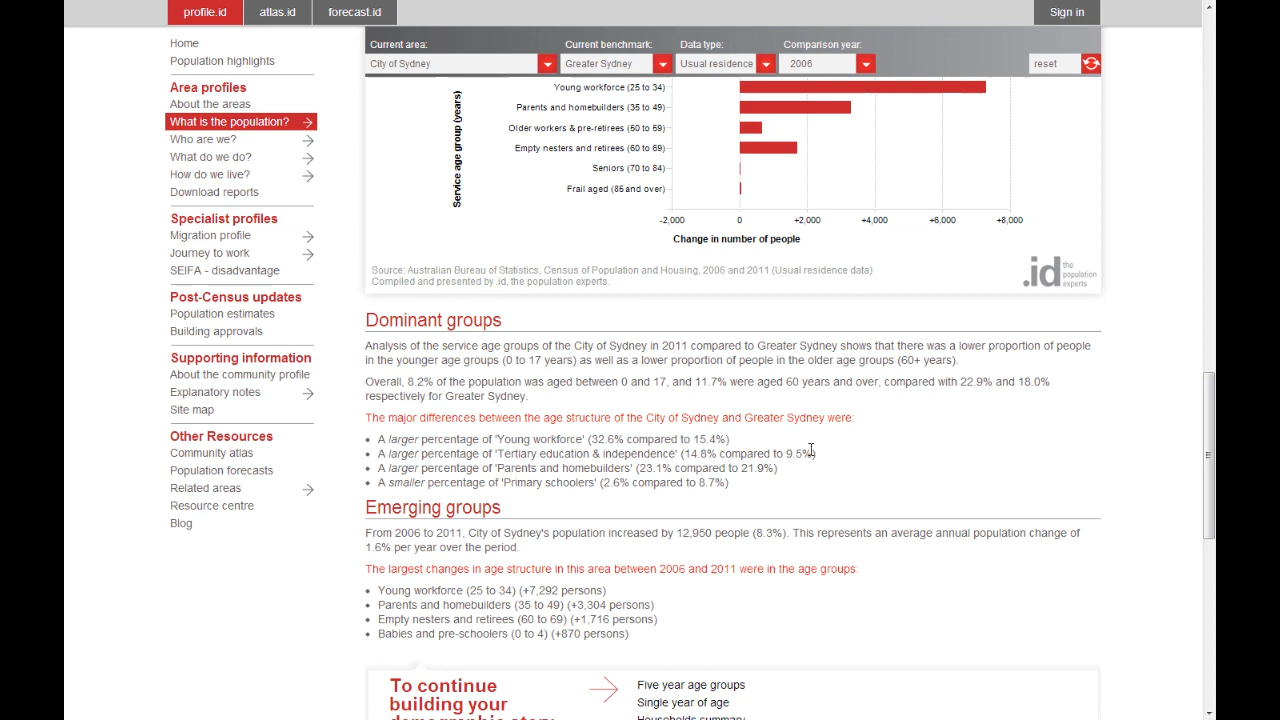 profile.id
atlas.id
forecast.id
Sign in
Home
Population highlights
Area profiles
About the areas
What is the population?
Who are we?
What do we do?
How do we live?
Download reports
Specialist profiles
Migration profile
Journey to work
SEIFA - disadvantage
Post-Census updates
Population estimates
Building approvals
Supporting information
About the community profile
Explanatory notes
Site map
Other Resources
Community atlas
Population forecasts
Related areas
Resource centre
Blog
Current area:
Current benchmark:
Data type:
Comparison year:
City of Sydney
Greater Sydney
Usual residence
2006
reset
Service age group (years)
Young workforce (25 to 34)
Parents and homebuilders (35 to 49)
Older workers & pre-retirees (50 to 59)
Empty nesters and retirees (60 to 69)
Seniors (70 to 84)
Frail aged (85 and over)
-2,000 0 +2,000 +4,000 +6,000 +8,000
Change in number of people
Source: Australian Bureau of Statistics, Census of Population and Housing, 2006 and 2011 (Usual residence data)
Compiled and presented by .id, the population experts.
.id the population experts
Dominant groups
Analysis of the service age groups of the City of Sydney in 2011 compared to Greater Sydney shows that there was a lower proportion of people
in the younger age groups (0 to 17 years) as well as a lower proportion of people in the older age groups (60+ years).
Overall, 8.2% of the population was aged between 0 and 17, and 11.7% were aged 60 years and over, compared with 22.9% and 18.0%
respectively for Greater Sydney.
The major differences between the age structure of the City of Sydney and Greater Sydney were:
• A larger percentage of 'Young workforce' (32.6% compared to 15.4%)
• A larger percentage of 'Tertiary education & independence' (14.8% compared to 9.5%)
• A larger percentage of 'Parents and homebuilders' (23.1% compared to 21.9%)
• A smaller percentage of 'Primary schoolers' (2.6% compared to 8.7%)
Emerging groups
From 2006 to 2011, City of Sydney's population increased by 12,950 people (8.3%). This represents an average annual population change of
1.6% per year over the period.
The largest changes in age structure in this area between 2006 and 2011 were in the age groups:
• Young workforce (25 to 34) (+7,292 persons)
• Parents and homebuilders (35 to 49) (+3,304 persons)
• Empty nesters and retirees (60 to 69) (+1,716 persons)
• Babies and pre-schoolers (0 to 4) (+870 persons)
To continue
building your
Five year age groups
Single year of age
Households summary